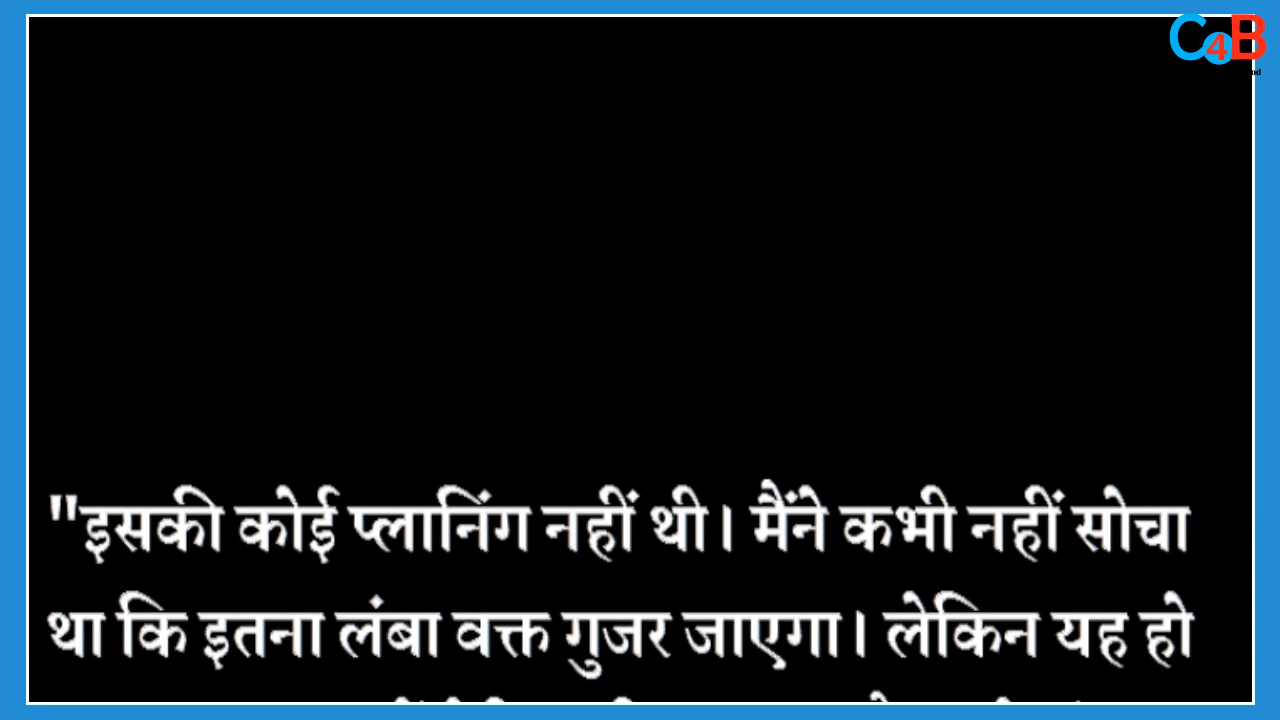 C4B
"इसकी कोई प्लानिंग नहीं थी। मैंने कभी नहीं सोचा
था कि इतना लंबा वक्त गुजर जाएगा। लेकिन यह हो